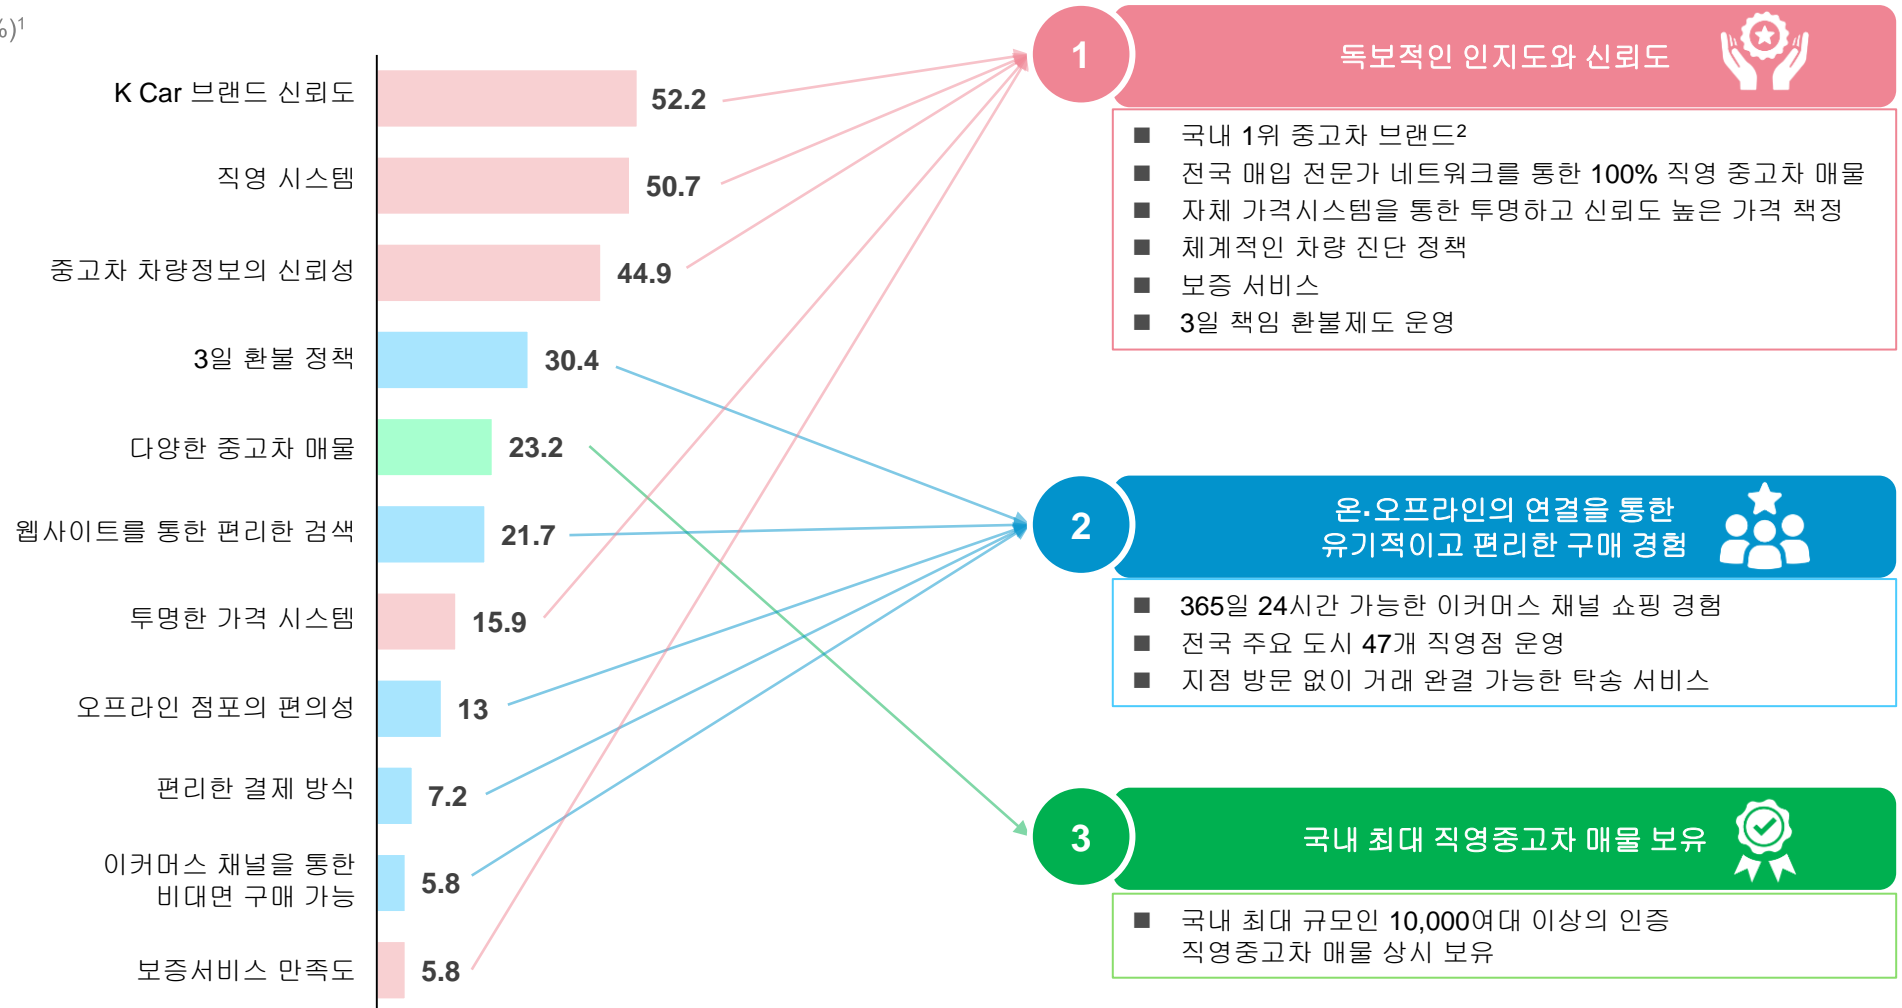 %)1
K Car 브랜드 신뢰도
52.2
직영 시스템
50.7
중고차 차량정보의 신뢰성
44.9
3일 환불 정책
30.4
다양한 중고차 매물
23.2
웹사이트를 통한 편리한 검색
21.7
투명한 가격 시스템
15.9
오프라인 점포의 편의성
13
편리한 결제 방식
7.2
이커머스 채널을 통한
비대면 구매 가능
5.8
보증서비스 만족도
5.8
1
독보적인 인지도와 신뢰도
■ 국내 1위 중고차 브랜드2
■ 전국 매입 전문가 네트워크를 통한 100% 직영 중고차 매물
■ 자체 가격시스템을 통한 투명하고 신뢰도 높은 가격 책정
■ 체계적인 차량 진단 정책
■ 보증 서비스
■ 3일 책임 환불제도 운영
2
온·오프라인의 연결을 통한
유기적이고 편리한 구매 경험
■ 365일 24시간 가능한 이커머스 채널 쇼핑 경험
■ 전국 주요 도시 47개 직영점 운영
■ 지점 방문 없이 거래 완결 가능한 탁송 서비스
3
국내 최대 직영중고차 매물 보유
■ 국내 최대 규모인 10,000여대 이상의 인증
직영중고차 매물 상시 보유